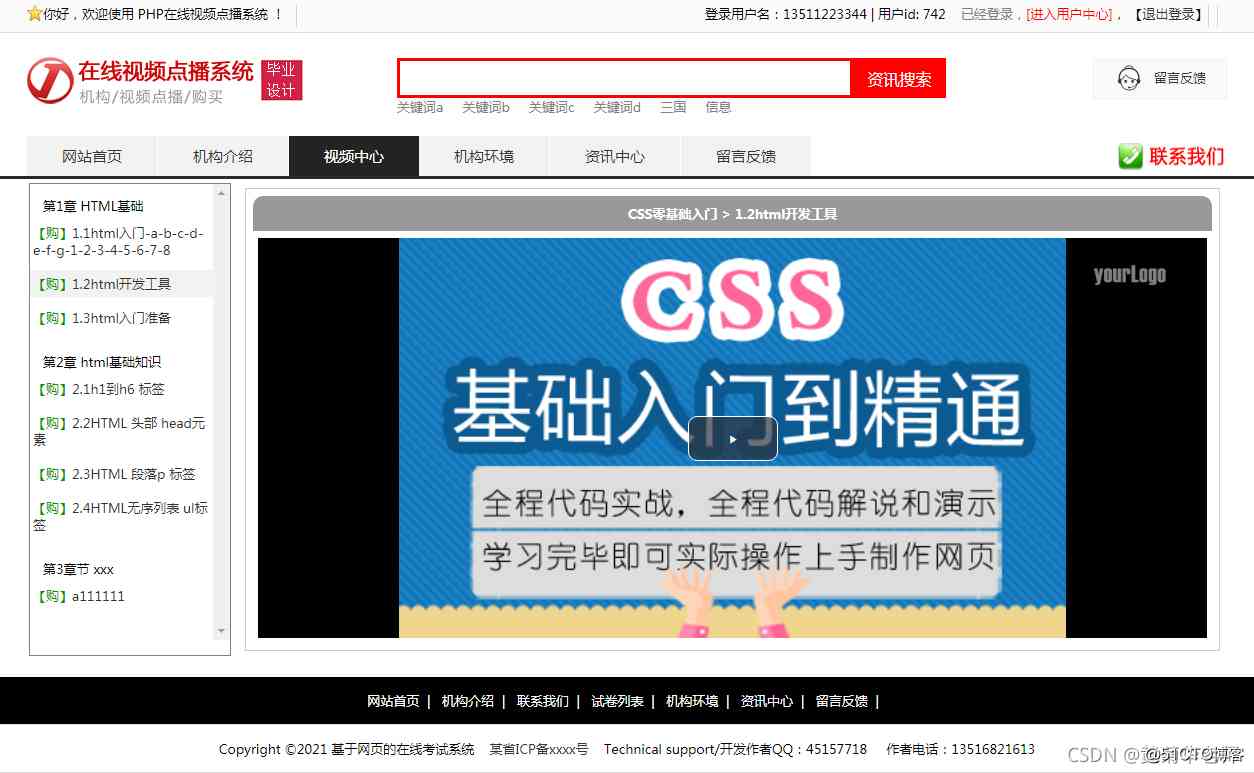 你好，欢迎使用 PHP在线视频点播系统 ！
登录用户名：13511223344 | 用户id: 742 已经登录，[进入用户中心]，【退出登录】
在线视频点播系统
毕业
设计
机构/视频点播/购买
资讯搜索
关键词a 关键词b 关键词c 关键词d 三国 信息
留言反馈
网站首页 机构介绍 视频中心 机构环境 资讯中心 留言反馈
联系我们
第1章 HTML基础
【购】1.1html入门-a-b-c-d-
e-f-g-1-2-3-4-5-6-7-8
【购】1.2html开发工具
【购】1.3html入门准备
第2章 html基础知识
【购】2.1h1到h6 标签
【购】2.2HTML 头部 head元
素
【购】2.3HTML 段落p 标签
【购】2.4HTML无序列表 ul标
签
第3章节 xxx
【购】a111111
CSS零基础入门 > 1.2html开发工具
yourLogo
CSS
基础入门到精通
全程代码实战，全程代码解说和演示
学习完毕即可实际操作上手制作网页
网站首页 | 机构介绍 | 联系我们 | 试卷列表 | 机构环境 | 资讯中心 | 留言反馈 |
Copyright ©2021 基于网页的在线考试系统 某省ICP备xxxx号 Technical support/开发作者QQ：45157718 作者电话：13516821613
CSDN
@51CTO博客